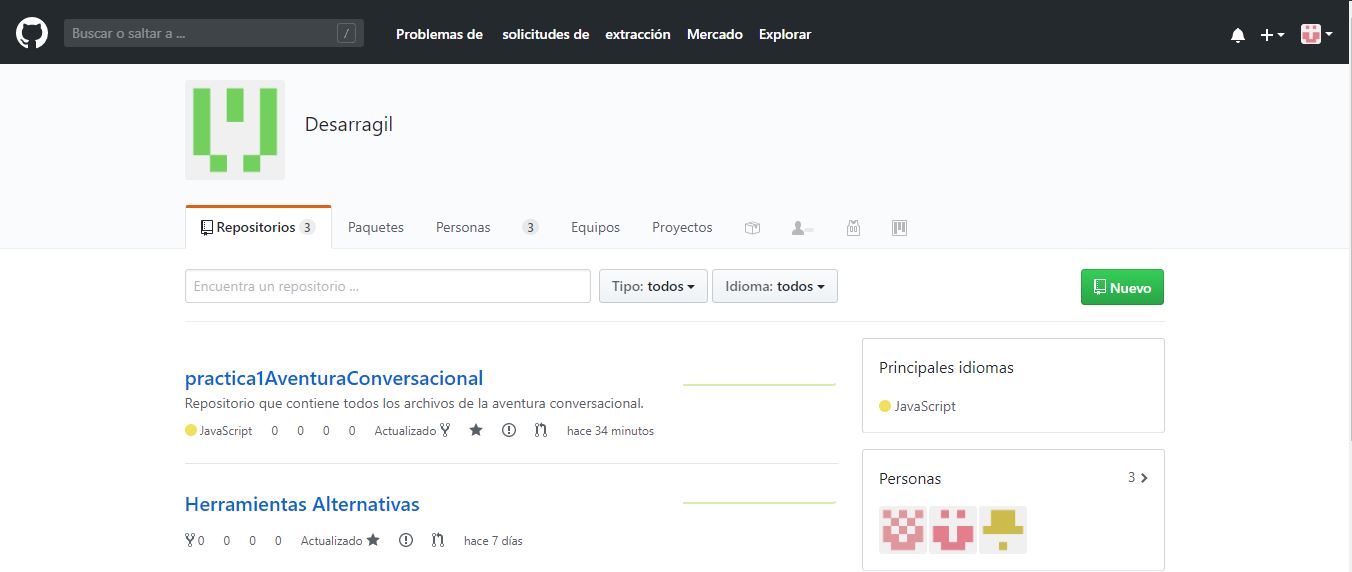 Buscar o saltar a ... / Problemas de solicitudes de extracción Mercado Explorar
Desarragil
Repositorios 3 Paquetes Personas 3 Equipos Proyectos
Encuentra un repositorio ... Tipo: todos Idioma: todos Nuevo
practica1AventuraConversacional
Repositorio que contiene todos los archivos de la aventura conversacional.
JavaScript 0 0 0 0 Actualizado hace 34 minutos
Herramientas Alternativas
0 0 0 0 Actualizado hace 7 días
Principales idiomas
JavaScript
Personas 3